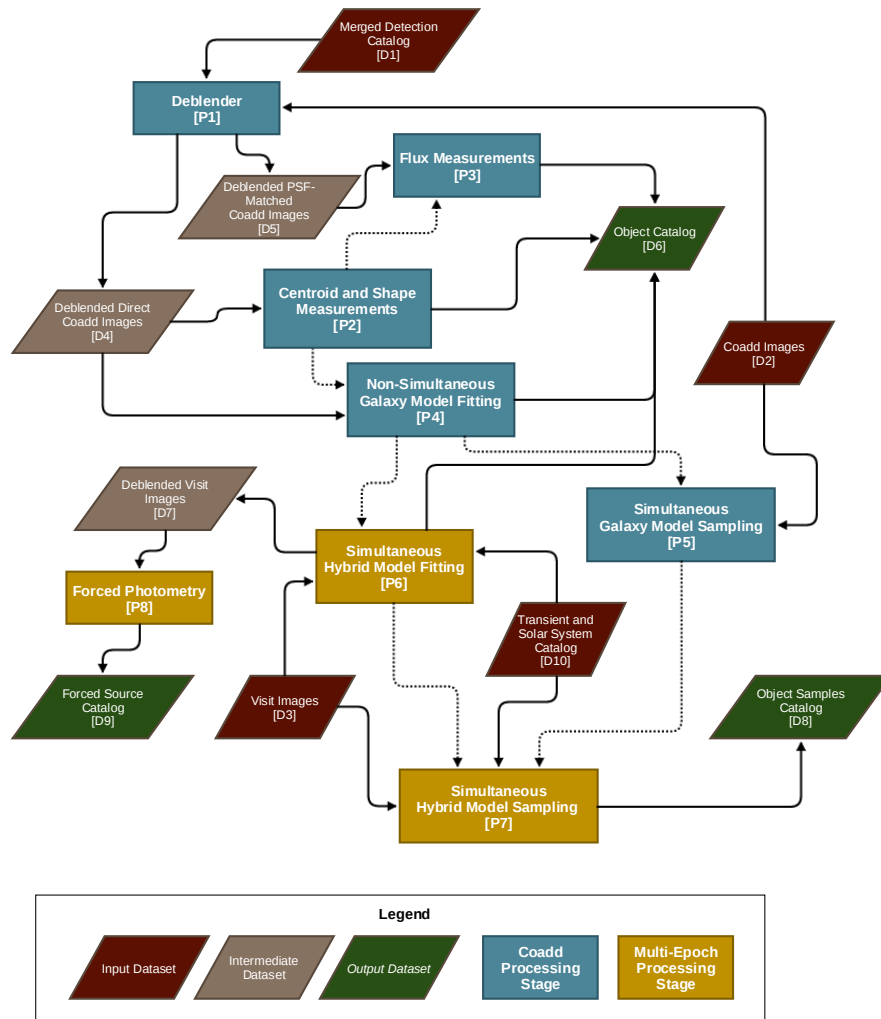 Merged Detection
Catalog
[D1]
Deblender
[P1]
Flux Measurements
[P3]
Deblended PSF-
Matched
Coadd Images
[D5]
Object Catalog
[D6]
Centroid and Shape
Measurements
[P2]
Deblended Direct
Coadd Images
[D4]
Coadd Images
[D2]
Non-Simultaneous
Galaxy Model Fitting
[P4]
Deblended Visit
Images
[D7]
Simultaneous
Galaxy Model Sampling
[P5]
Simultaneous
Hybrid Model Fitting
[P6]
Forced Photometry
[P8]
Transient and
Solar System
Catalog
[D10]
Forced Source
Catalog
[D9]
Visit Images
[D3]
Object Samples
Catalog
[D8]
Simultaneous
Hybrid Model Sampling
[P7]
Legend
Input Dataset
Intermediate
Dataset
Output Dataset
Coadd
Processing
Stage
Multi-Epoch
Processing
Stage